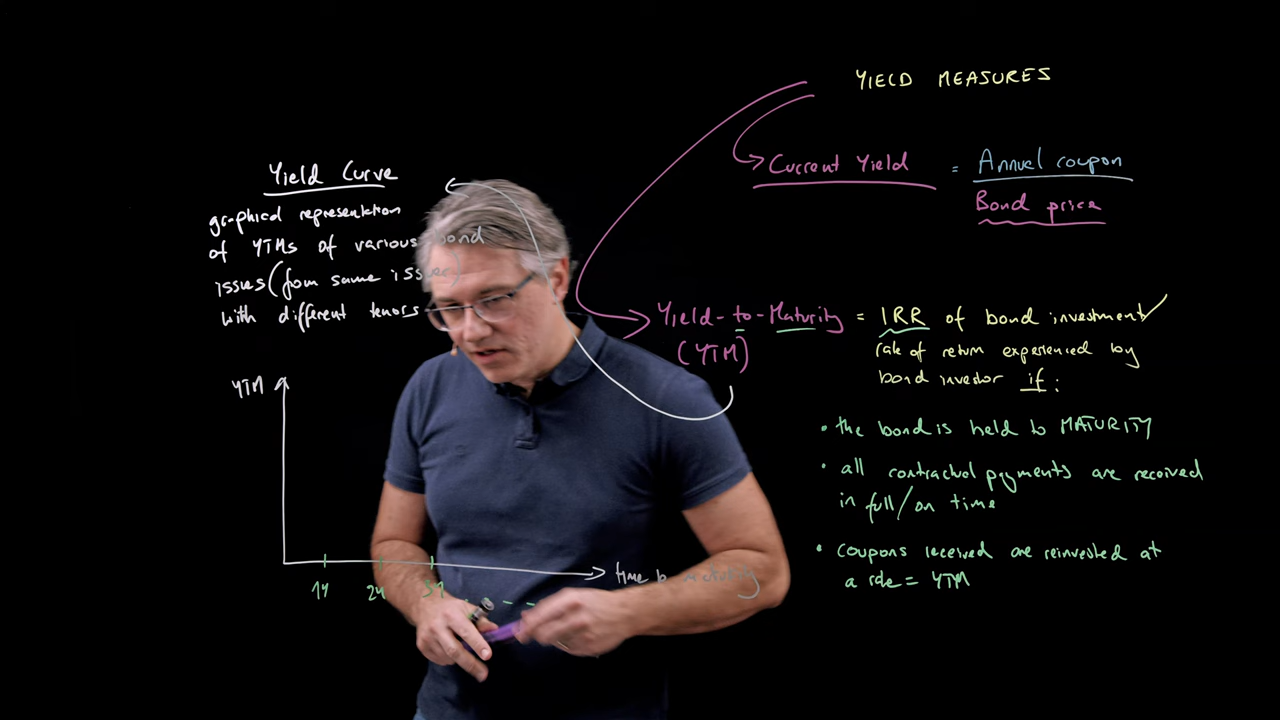 YIELD MEASURES
Current Yield = Annual coupon
Bond price
Yield Curve
graphical representation
of YTMs of various bond
issues (from same issuer)
with different tenors
Yield-to-Maturity = IRR of bond investment
(YTM)
rate of return experienced by
bond investor if:
• the bond is held to MATURITY
• all contractual payments are received
in full/on time
• coupons received are reinvested at
a rate = YTM
YTM
time to maturity
1Y 2Y 3Y